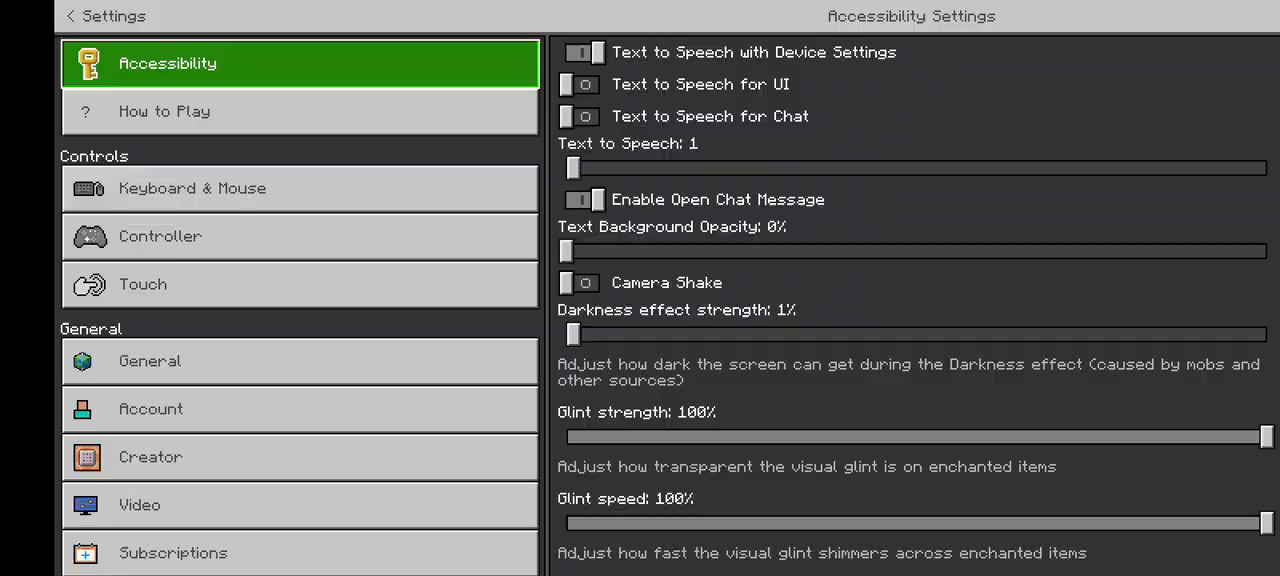 Settings
Accessibility Settings
Accessibility
? How to Play
Controls
Keyboard & Mouse
Controller
Touch
General
General
Account
Creator
Video
Subscriptions
Text to Speech with Device Settings
Text to Speech for UI
Text to Speech for Chat
Text to Speech: 1
Enable Open Chat Message
Text Background Opacity: 0%
Camera Shake
Darkness effect strength: 1%
Adjust how dark the screen can get during the Darkness effect (caused by mobs and
other sources)
Glint strength: 100%
Adjust how transparent the visual glint is on enchanted items
Glint speed: 100%
Adjust how fast the visual glint shimmers across enchanted items